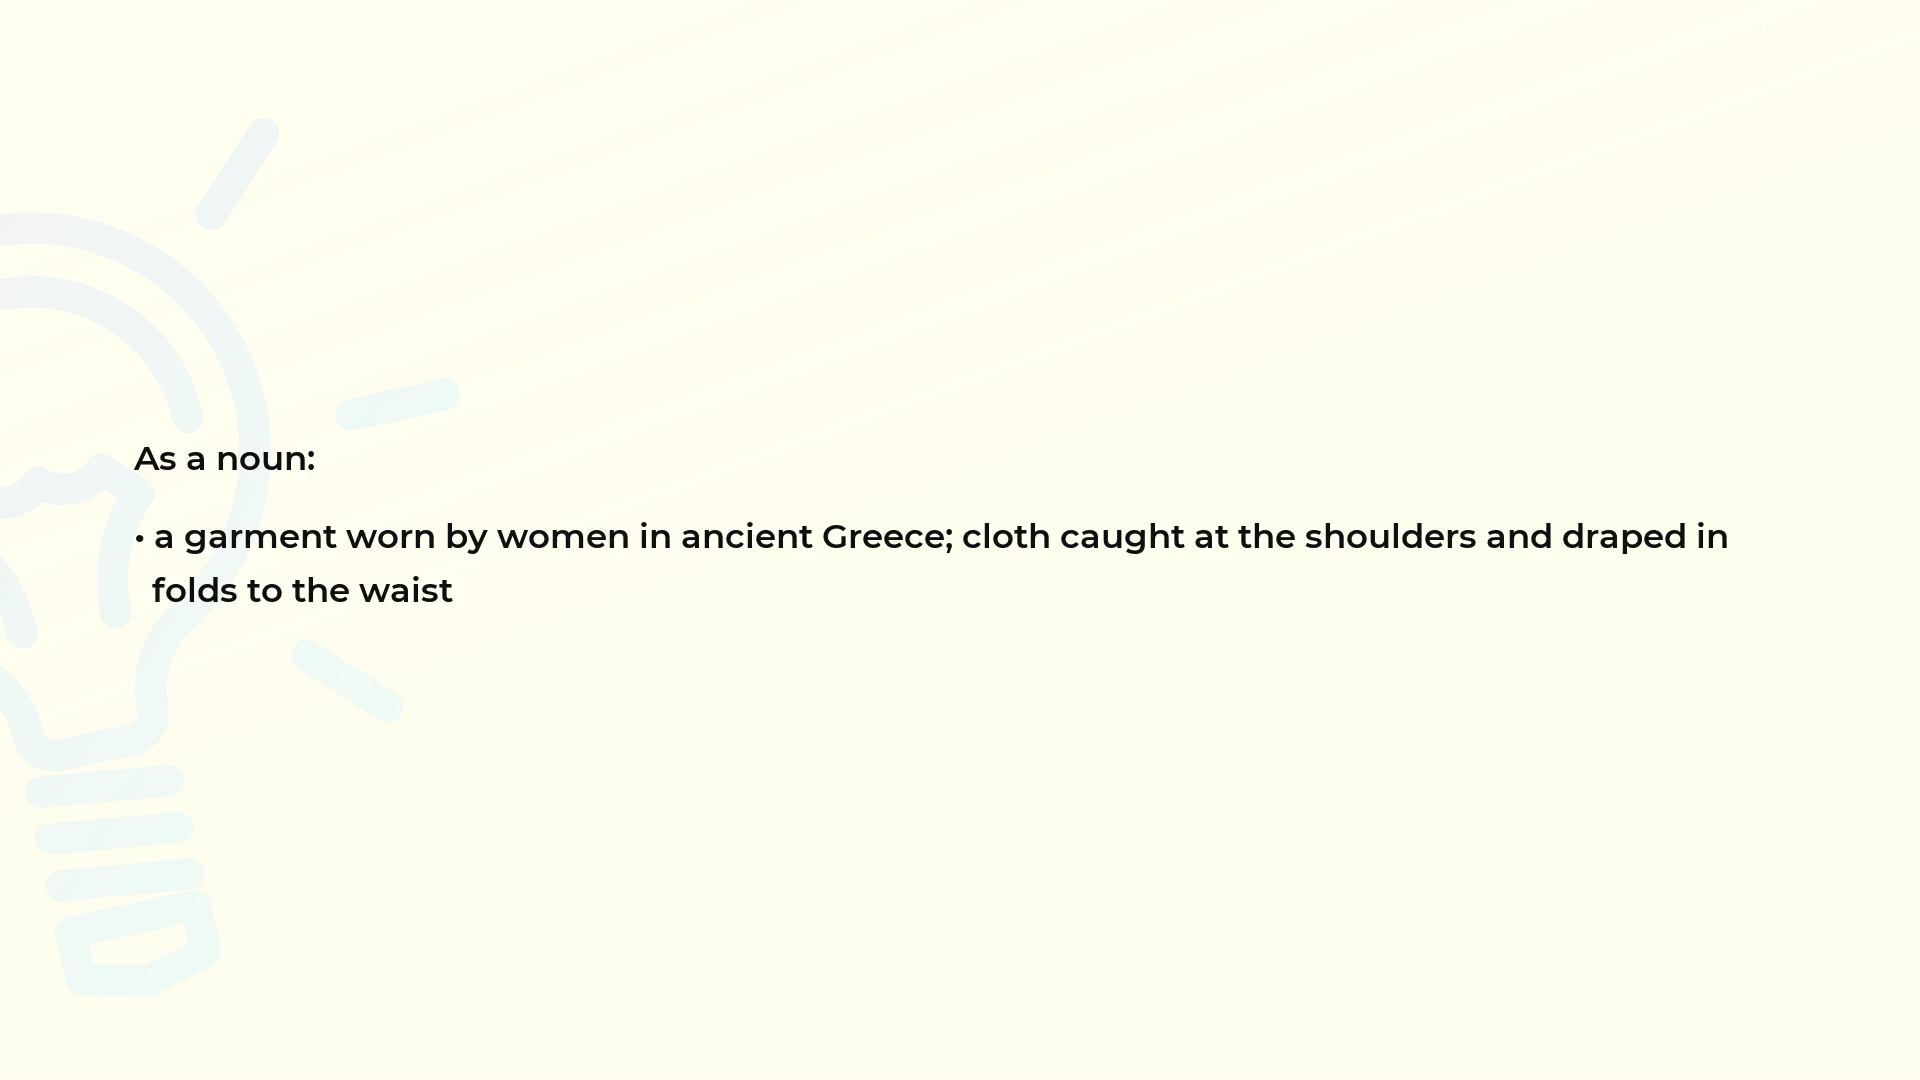 As a noun:
• a garment worn by women in ancient Greece; cloth caught at the shoulders and draped in
folds to the waist